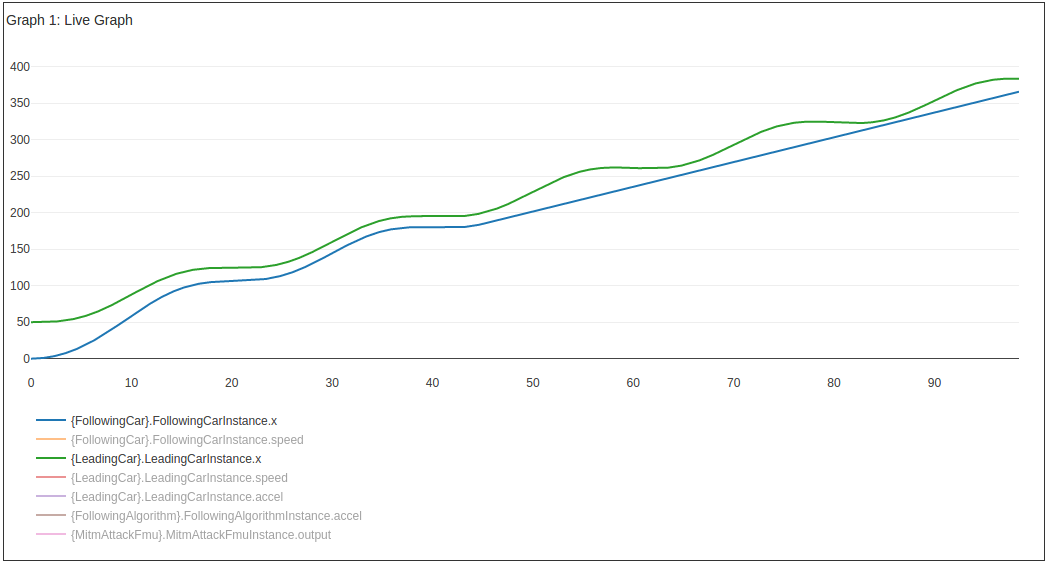 Graph 1: Live Graph
400
350
300
250
200
150
100
50
0
0 10 20 30 40 50 60 70 80 90
{FollowingCar}.FollowingCarInstance.x
{FollowingCar}.FollowingCarInstance.speed
{LeadingCar}.LeadingCarInstance.x
{LeadingCar}.LeadingCarInstance.speed
{LeadingCar}.LeadingCarInstance.accel
{FollowingAlgorithm}.FollowingAlgorithmInstance.accel
{MitmAttackFmu}.MitmAttackFmuInstance.output